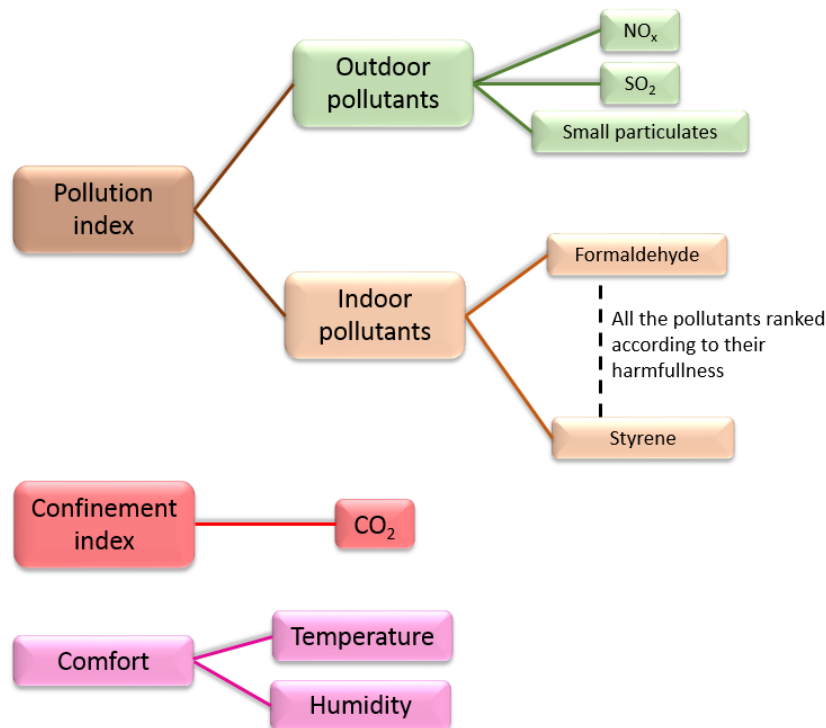 NOx
Outdoor
pollutants
SO2
Small particulates
Pollution
index
Formaldehyde
Indoor
pollutants
All the pollutants ranked
according to their
harmfullness
Styrene
Confinement
index
CO2
Temperature
Comfort
Humidity